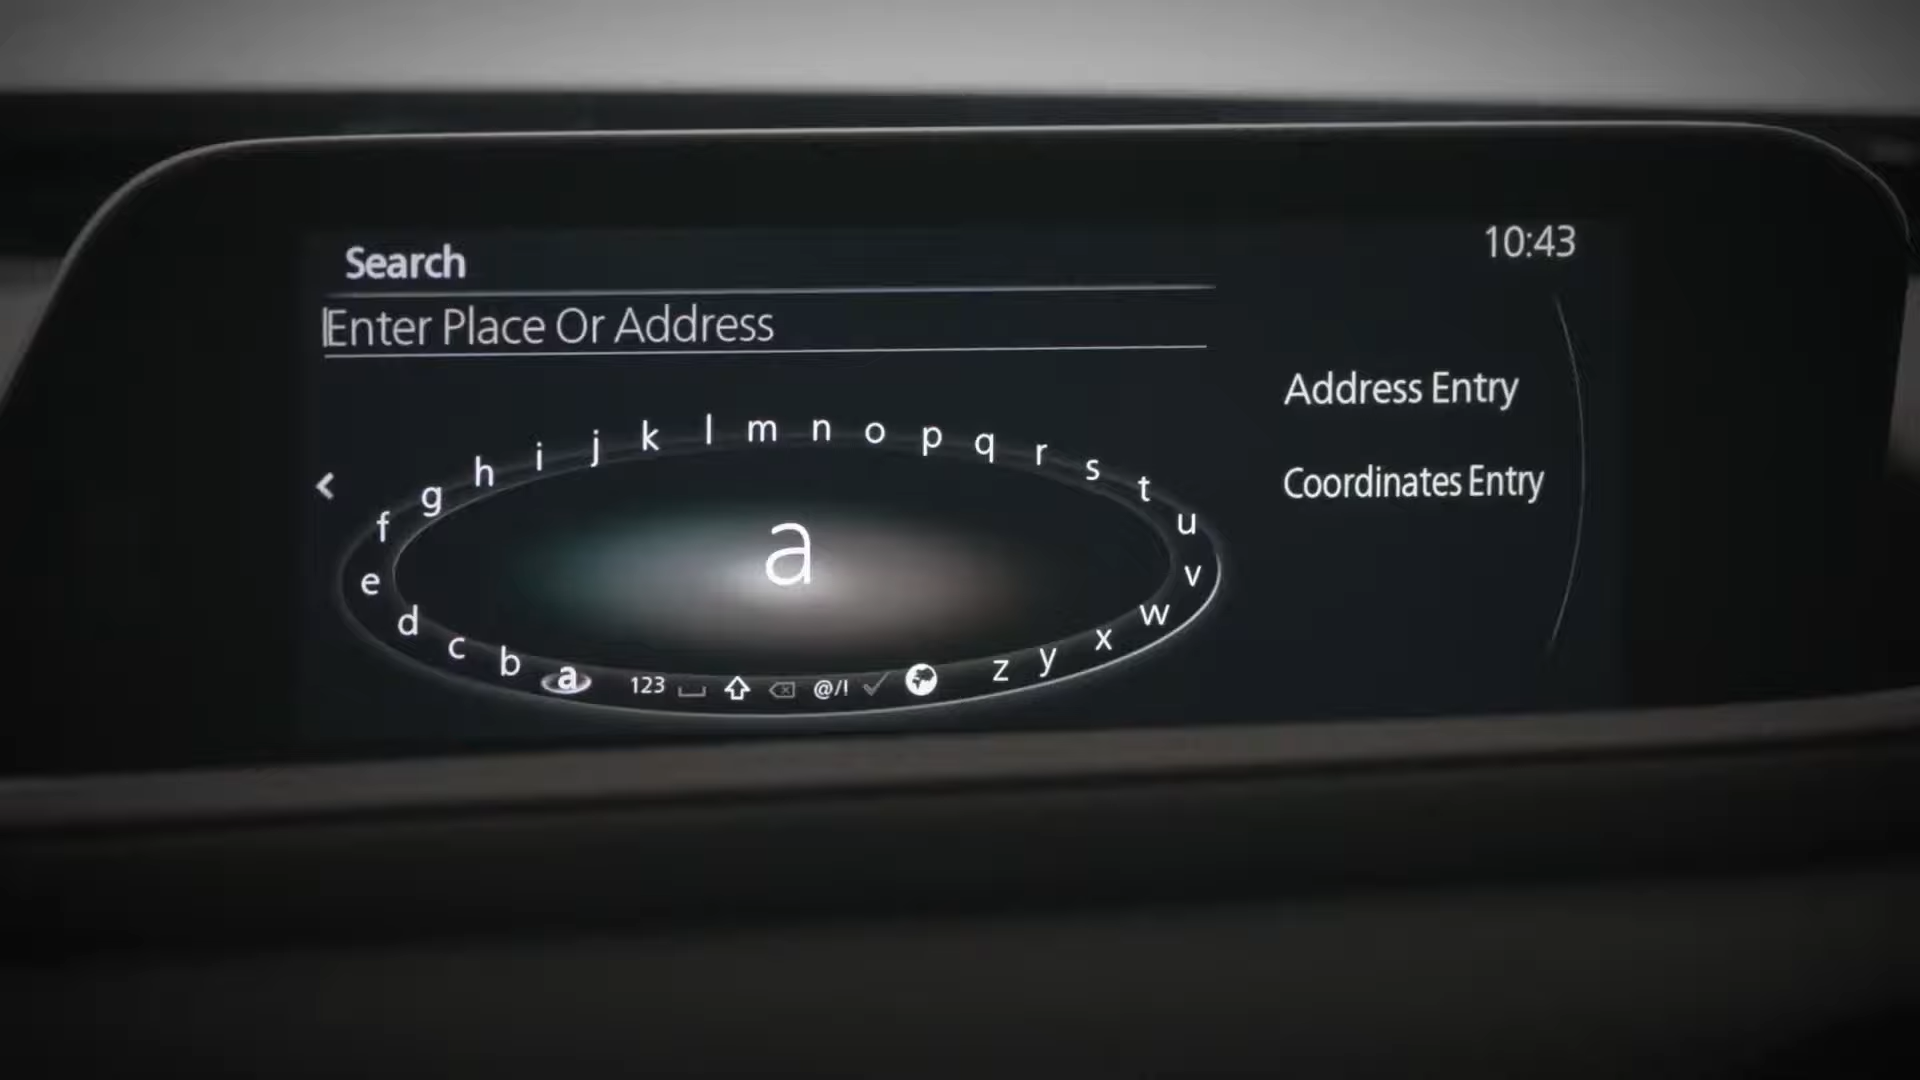 10:43
Search
Enter Place Or Address
Address Entry
Coordinates Entry
a b c d e f g h i j k l m n o p q r s t u v w x y z
a
123 @/!